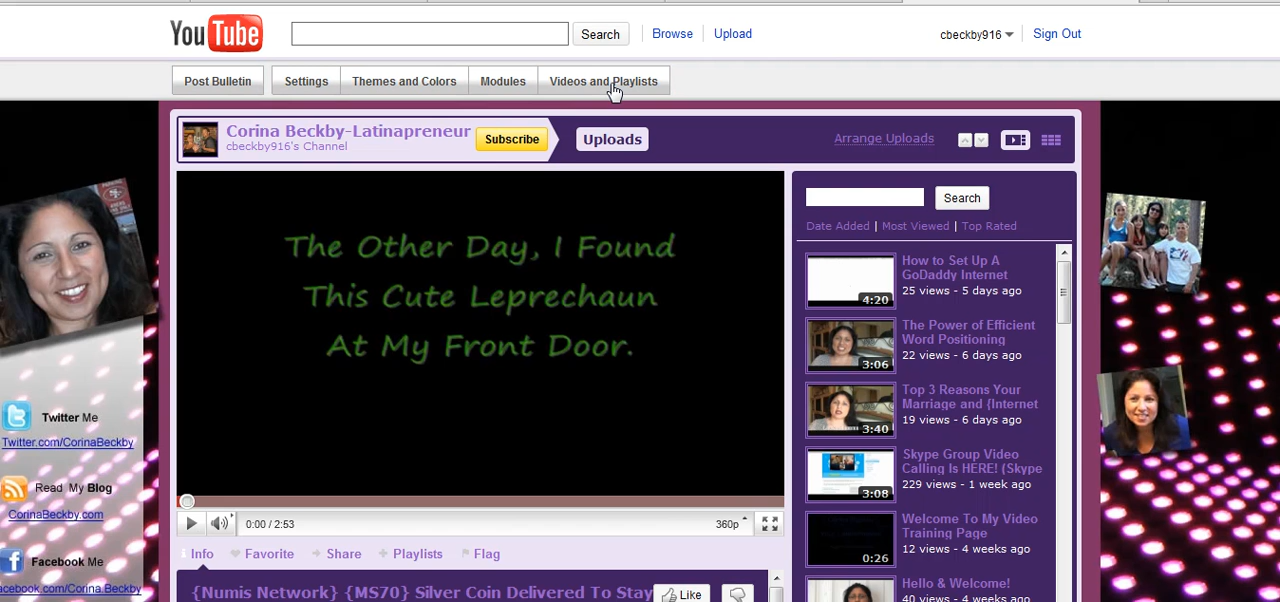 YouTube
Search
Browse
Upload
cbeckby916
Sign Out
Post Bulletin
Settings
Themes and Colors
Modules
Videos and Playlists
Corina Beckby-Latinapreneur
cbeckby916's Channel
Subscribe
Uploads
Arrange Uploads
The Other Day, I Found
This Cute Leprechaun
At My Front Door.
Search
Date Added | Most Viewed | Top Rated
How to Set Up A
GoDaddy Internet
25 views - 5 days ago
4:20
The Power of Efficient
Word Positioning
22 views - 6 days ago
3:06
Top 3 Reasons Your
Marriage and {Internet
19 views - 6 days ago
3:40
Skype Group Video
Calling Is HERE! (Skype
229 views - 1 week ago
3:08
Welcome To My Video
Training Page
12 views - 4 weeks ago
0:26
Hello & Welcome!
40 views - 4 weeks ago
Twitter Me
Twitter.com/CorinaBeckby
Read My Blog
CorinaBeckby.com
Facebook Me
acebook.com/Corina.Beckby
0:00 / 2:53
360p
Info
Favorite
Share
Playlists
Flag
{Numis Network} {MS70} Silver Coin Delivered To Stay
Like